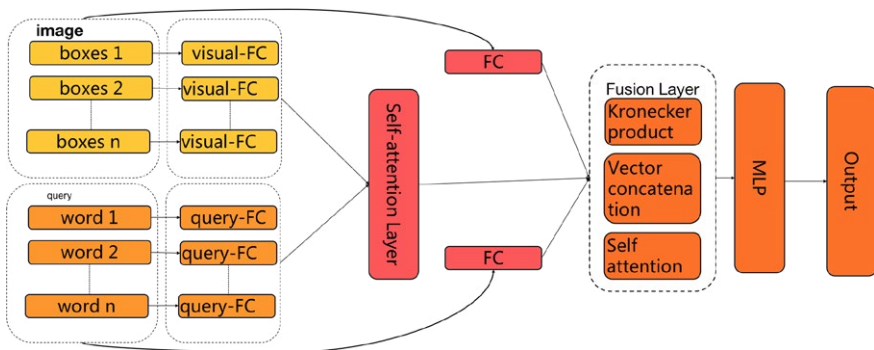 image
boxes 1
visual-FC
boxes 2
visual-FC
boxes n
visual-FC
query
word 1
query-FC
word 2
query-FC
word n
query-FC
Self-attention Layer
FC
FC
Fusion Layer
Kronecker
product
Vector
concatena
tion
Self
attention
MLP
Output